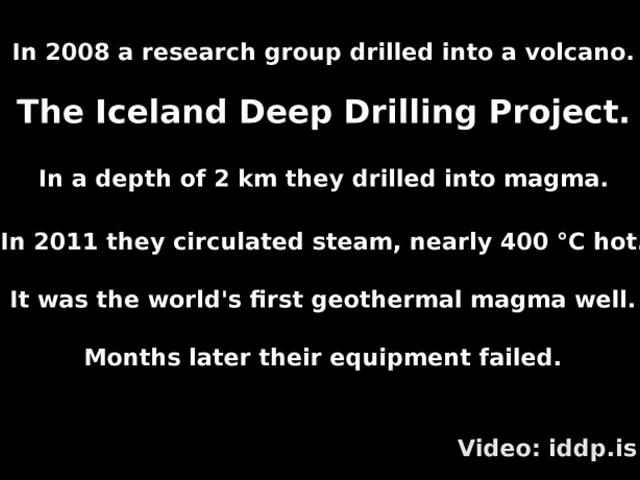 In 2008 a research group drilled into a volcano.
The Iceland Deep Drilling Project.
In a depth of 2 km they drilled into magma.
In 2011 they circulated steam, nearly 400 °C hot.
It was the world's first geothermal magma well.
Months later their equipment failed.
Video: iddp.is